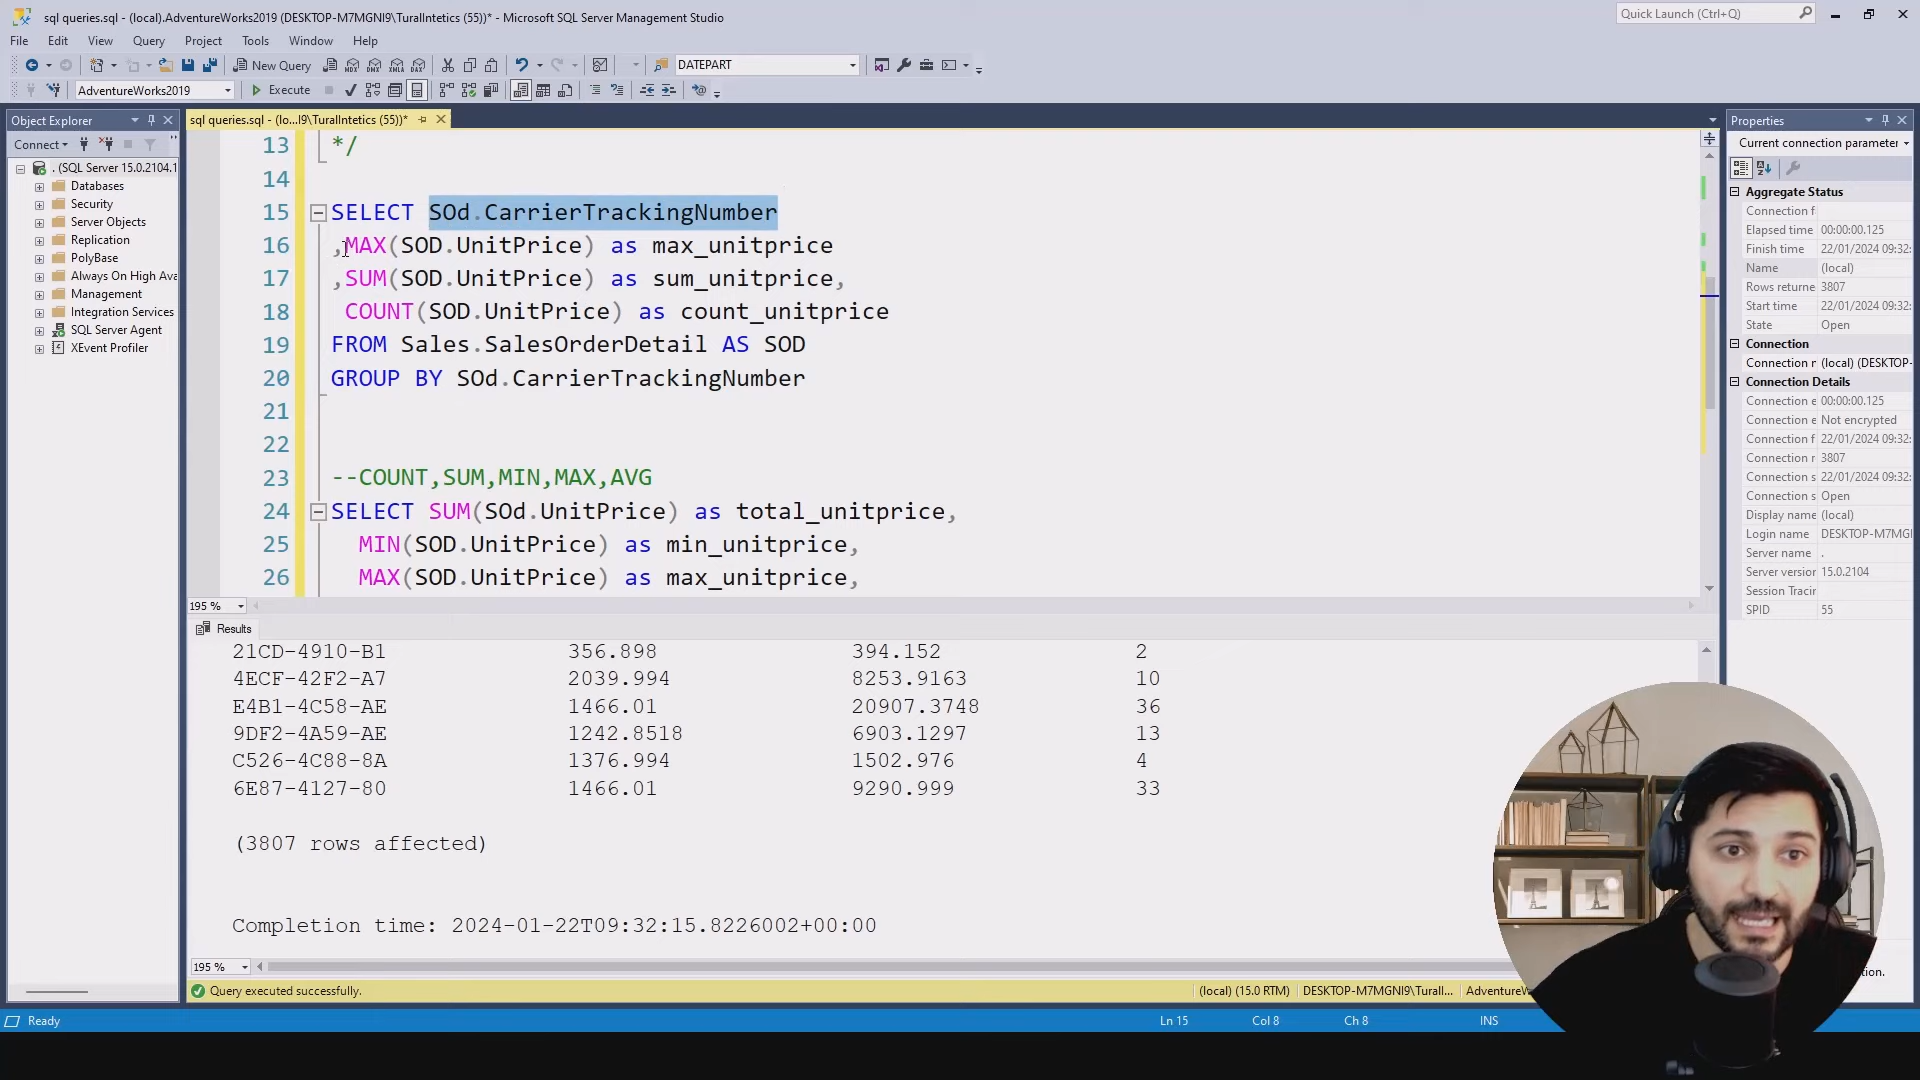 sql queries.sql - (local).AdventureWorks2019 (DESKTOP-M7MGNI9\TuralIntetics (55))* - Microsoft SQL Server Management Studio
Quick Launch (Ctrl+Q)
File Edit View Query Project Tools Window Help
New Query DATEPART
AdventureWorks2019 Execute
Object Explorer
Connect
. (SQL Server 15.0.2104.1
Databases
Security
Server Objects
Replication
PolyBase
Always On High Ava
Management
Integration Services
SQL Server Agent
XEvent Profiler
sql queries.sql - (lo...I9\TuralIntetics (55))*
13 */
14
15 SELECT SOd.CarrierTrackingNumber
16 ,MAX(SOD.UnitPrice) as max_unitprice
17 ,SUM(SOD.UnitPrice) as sum_unitprice,
18 COUNT(SOD.UnitPrice) as count_unitprice
19 FROM Sales.SalesOrderDetail AS SOD
20 GROUP BY SOd.CarrierTrackingNumber
21
22
23 --COUNT,SUM,MIN,MAX,AVG
24 SELECT SUM(SOd.UnitPrice) as total_unitprice,
25 MIN(SOD.UnitPrice) as min_unitprice,
26 MAX(SOD.UnitPrice) as max_unitprice,
195 %
Results
21CD-4910-B1 356.898 394.152 2
4ECF-42F2-A7 2039.994 8253.9163 10
E4B1-4C58-AE 1466.01 20907.3748 36
9DF2-4A59-AE 1242.8518 6903.1297 13
C526-4C88-8A 1376.994 1502.976 4
6E87-4127-80 1466.01 9290.999 33
(3807 rows affected)
Completion time: 2024-01-22T09:32:15.8226002+00:00
195 %
Query executed successfully. (local) (15.0 RTM) DESKTOP-M7MGNI9\Turall... AdventureW
Properties
Current connection parameter
Aggregate Status
Connection f
Elapsed time 00:00:00.125
Finish time 22/01/2024 09:32:
Name (local)
Rows returne 3807
Start time 22/01/2024 09:32:
State Open
Connection
Connection r (local) (DESKTOP-
Connection Details
Connection e 00:00:00.125
Connection e Not encrypted
Connection f 22/01/2024 09:32:
Connection r 3807
Connection s 22/01/2024 09:32:
Connection s Open
Display name (local)
Login name DESKTOP-M7MGI
Server name .
Server version 15.0.2104
Session Tracir
SPID 55
tion.
Ready Ln 15 Col 8 Ch 8 INS